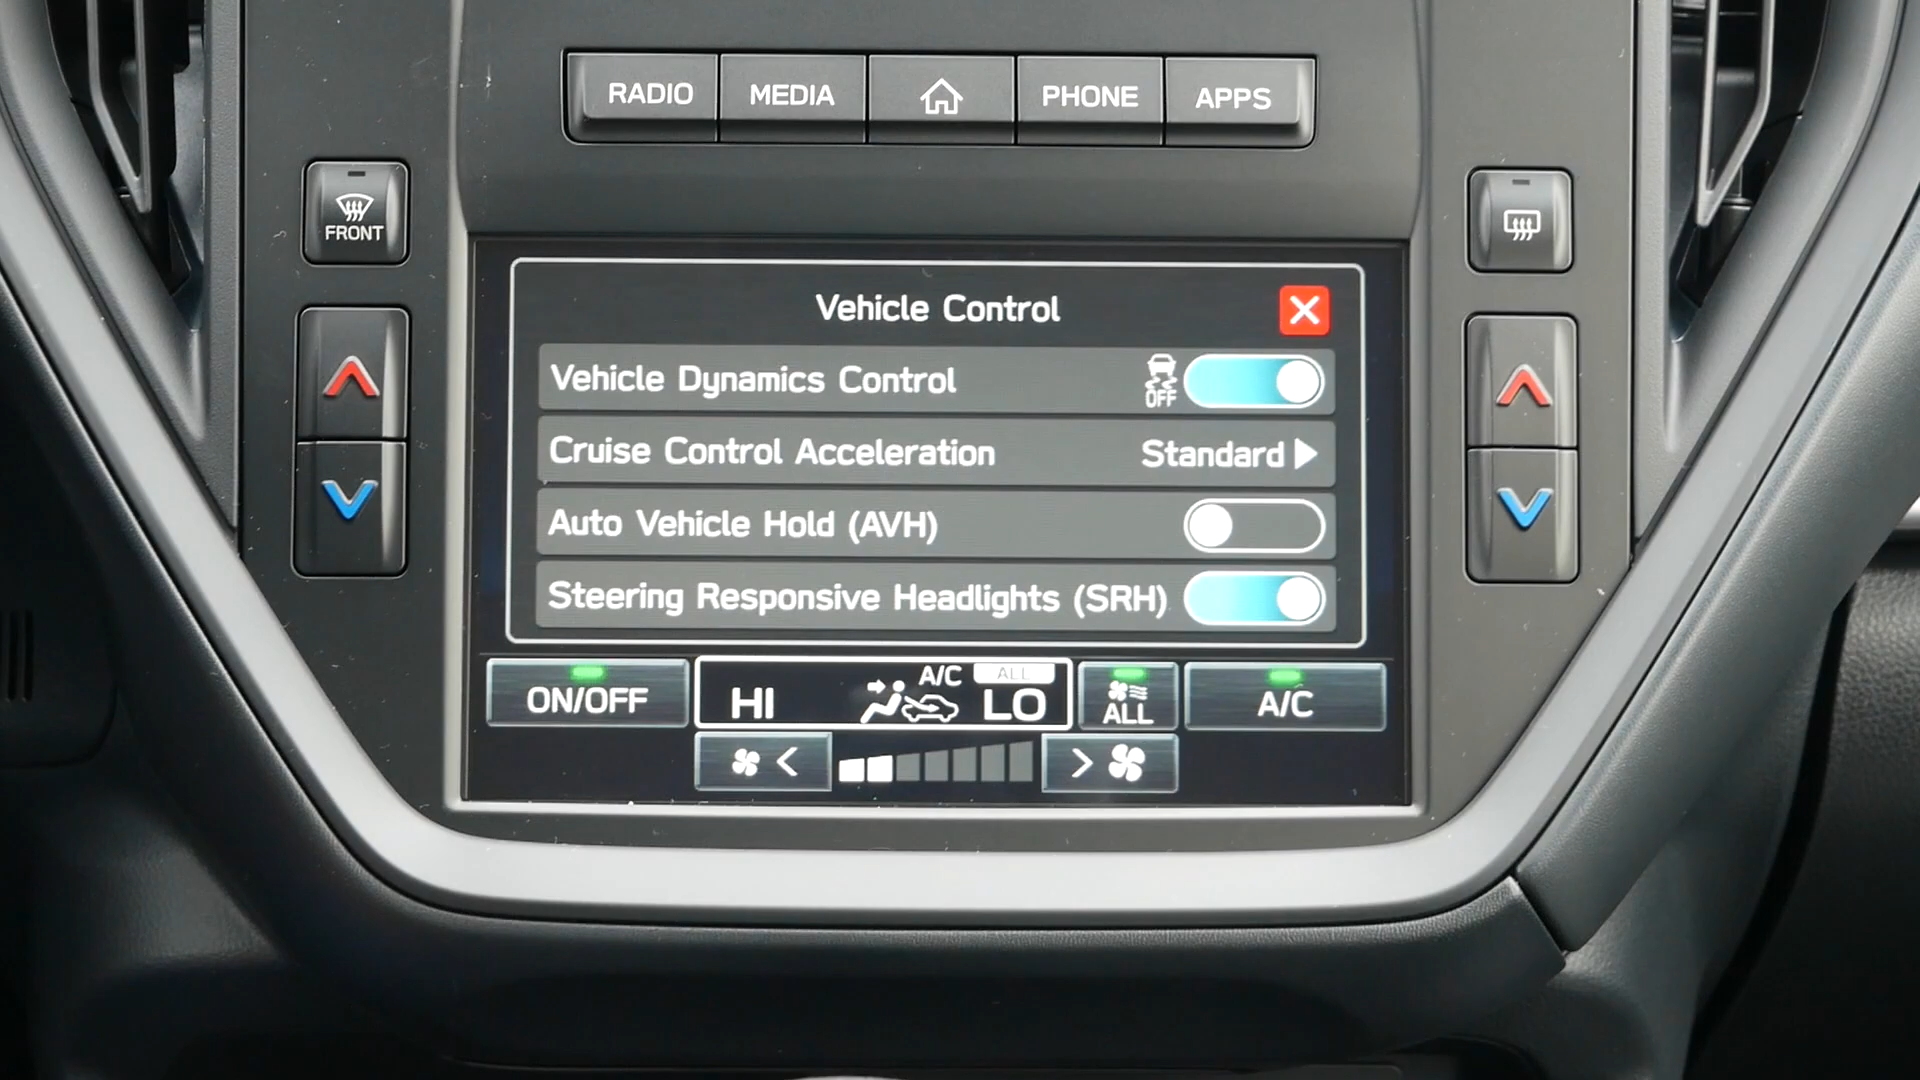 RADIO MEDIA PHONE APPS
FRONT
Vehicle Control
Vehicle Dynamics Control OFF
Cruise Control Acceleration Standard
Auto Vehicle Hold (AVH)
Steering Responsive Headlights (SRH)
ON/OFF HI A/C ALL LO ALL A/C